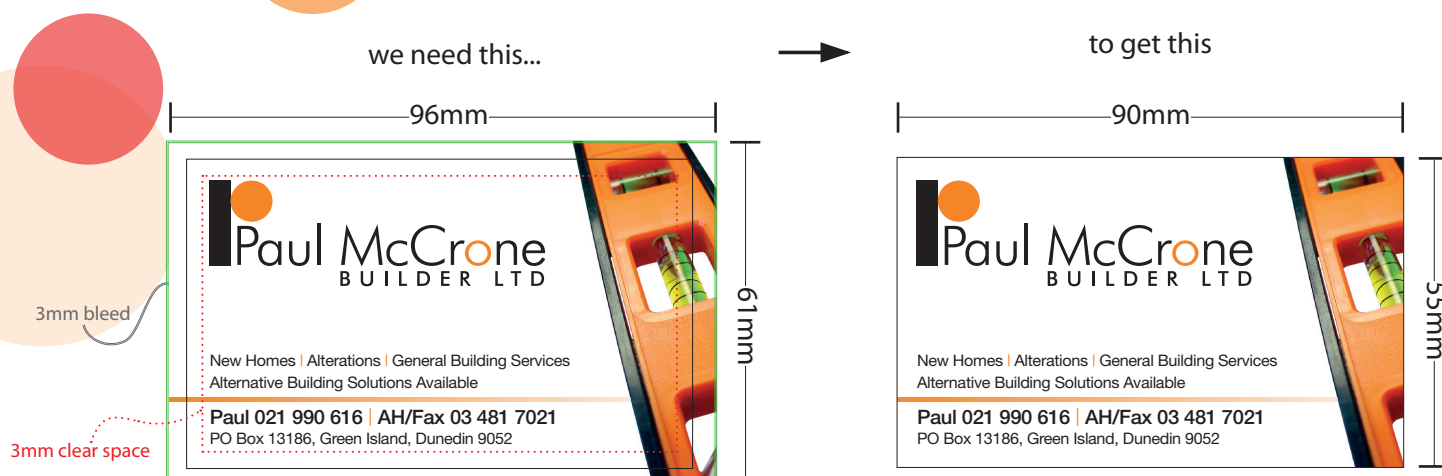 we need this...
to get this
96mm
90mm
Paul McCrone
BUILDER LTD
New Homes | Alterations | General Building Services
Alternative Building Solutions Available
Paul 021 990 616 | AH/Fax 03 481 7021
PO Box 13186, Green Island, Dunedin 9052
61mm
3mm bleed
3mm clear space
Paul McCrone
BUILDER LTD
New Homes | Alterations | General Building Services
Alternative Building Solutions Available
Paul 021 990 616 | AH/Fax 03 481 7021
PO Box 13186, Green Island, Dunedin 9052
55mm